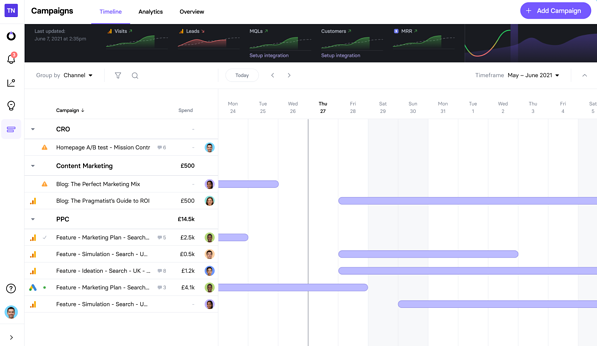 TN
Campaigns
Timeline
Analytics
Overview
+ Add Campaign
Last updated:
June 7, 2021 at 2:35pm
Visits
Leads
MQLs
Setup Integration
Customers
Setup Integration
MRR
Group by Channel
Today
Timeframe May – June 2021
Campaign
Spend
Mon 24
Tue 25
Wed 26
Thu 27
Fri 28
Sat 29
Sun 30
Mon 31
Tue 1
Wed 2
Thu 3
Fri 4
Sat 5
CRO -
Homepage A/B test - Mission Contr 6 -
Content Marketing £500
Blog: The Perfect Marketing Mix -
Blog: The Pragmatist's Guide to ROI £500
PPC £14.5k
Feature - Marketing Plan - Search... 5 £2.5k
Feature - Simulation - Search - U... £0.5k
Feature - Ideation - Search - UK - ... 8 £1.2k
Feature - Marketing Plan - Search... 3 £4.1k
Feature - Simulation - Search - U... -